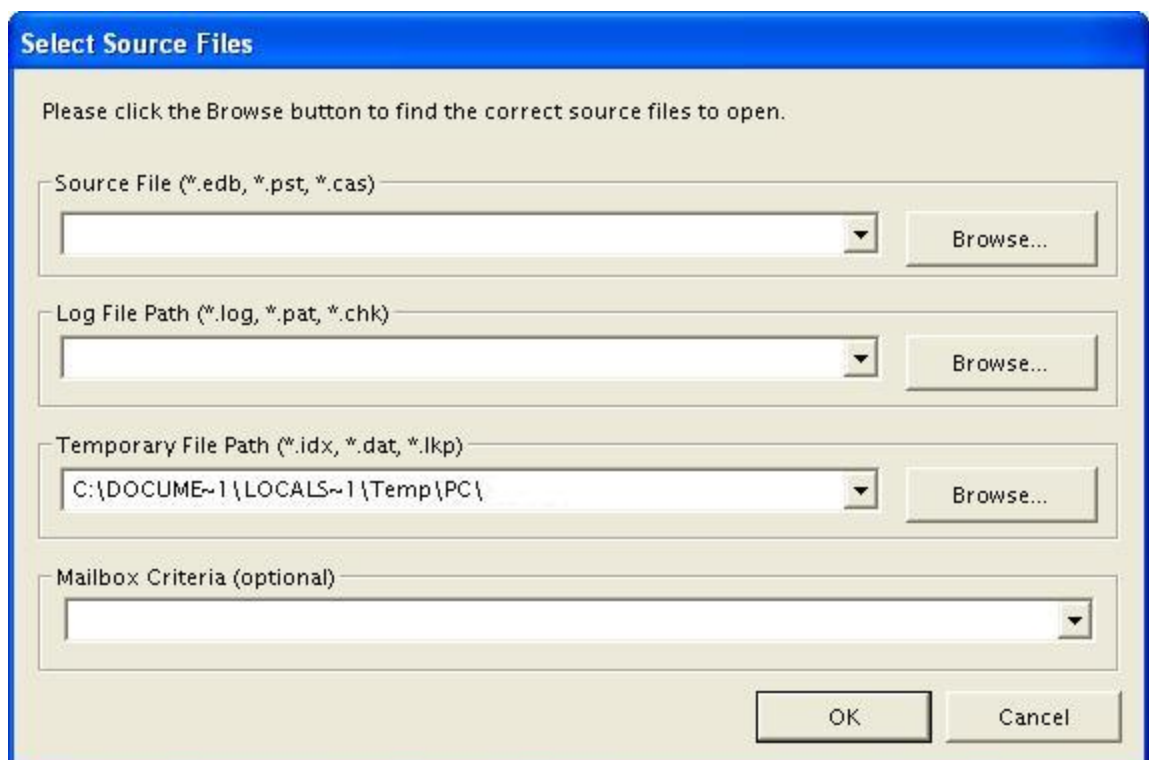 Select Source Files
Please click the Browse button to find the correct source files to open.
Source File (*.edb, *.pst, *.cas)
Browse...
Log File Path (*.log, *.pat, *.chk)
Browse...
Temporary File Path (*.idx, *.dat, *.lkp)
C:\DOCUME~1\LOCALS~1\Temp\PC\
Browse...
Mailbox Criteria (optional)
OK Cancel